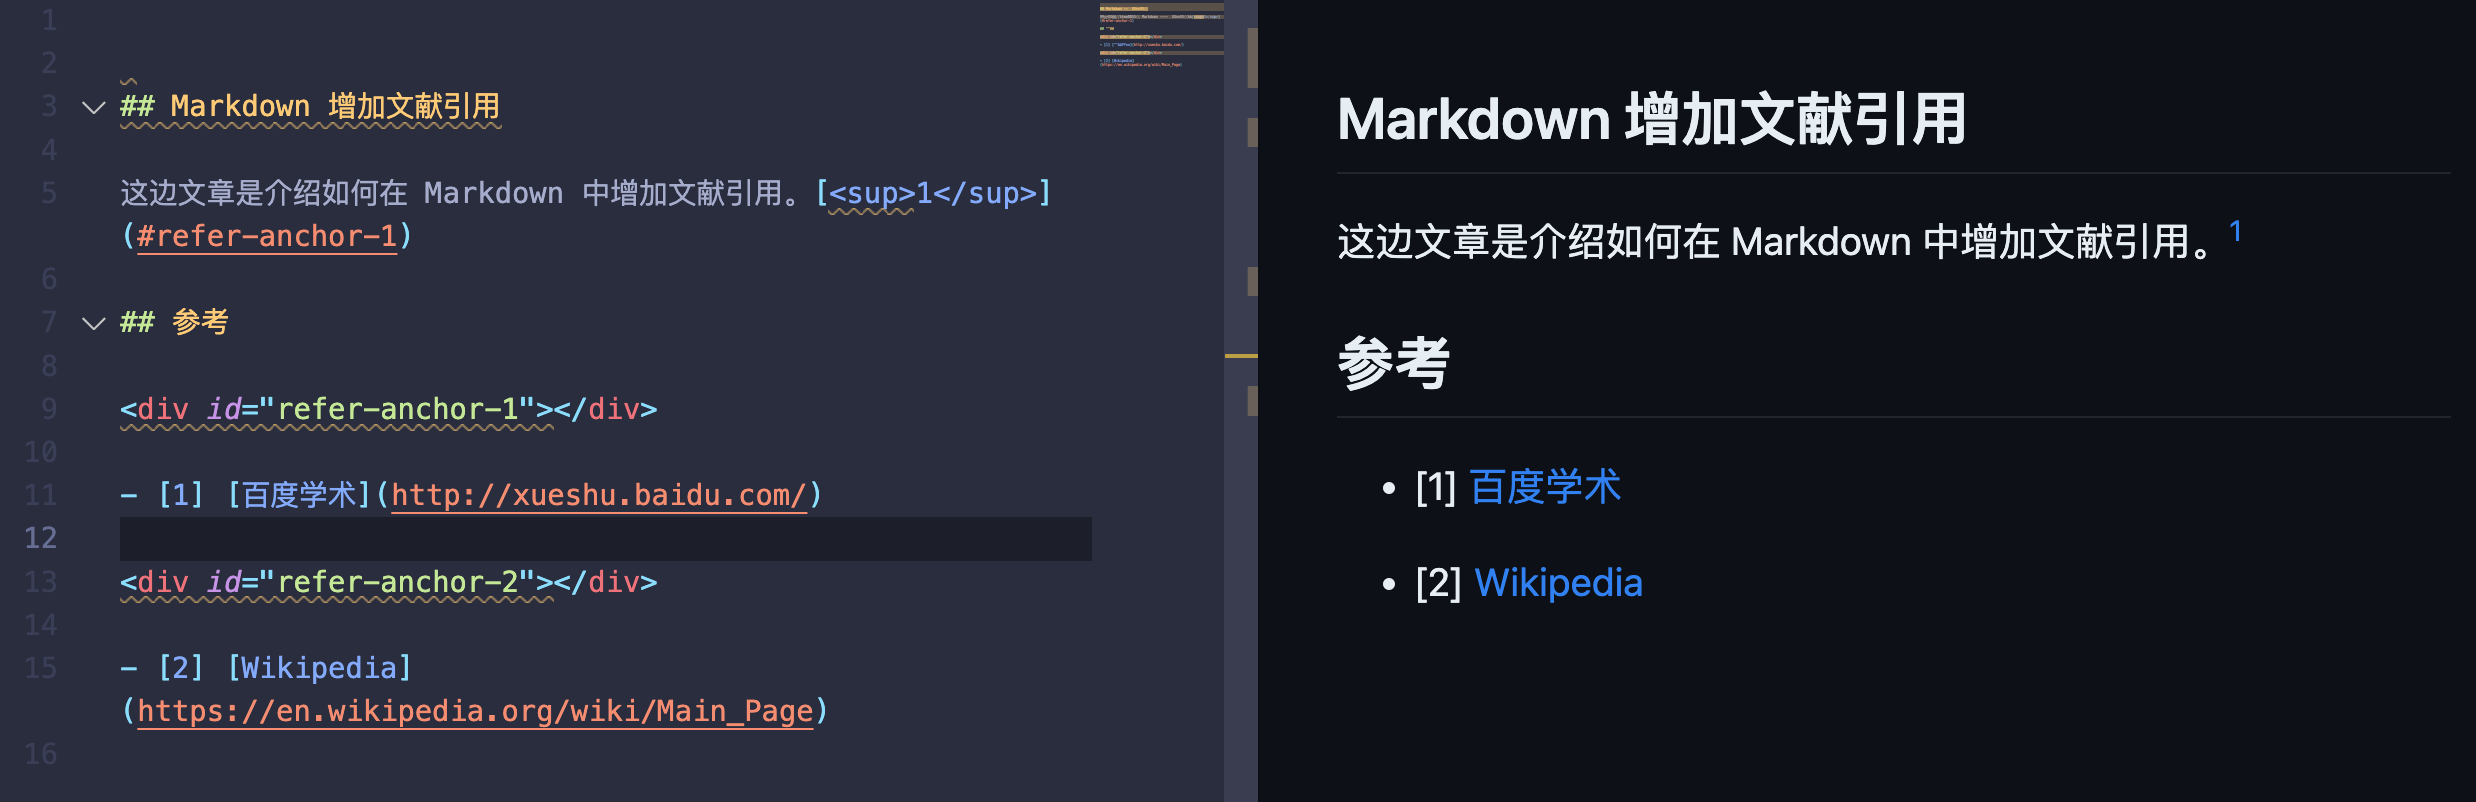 1
2
3 ## Markdown 增加文献引用
4
5 这边文章是介绍如何在 Markdown 中增加文献引用。[<sup>1</sup>]
(#refer-anchor-1)
6
7 ## 参考
8
9 <div id="refer-anchor-1"></div>
10
11 - [1] [百度学术](http://xueshu.baidu.com/)
12
13 <div id="refer-anchor-2"></div>
14
15 - [2] [Wikipedia]
(https://en.wikipedia.org/wiki/Main_Page)
16
Markdown 增加文献引用
这边文章是介绍如何在 Markdown 中增加文献引用。1
参考
• [1] 百度学术
• [2] Wikipedia